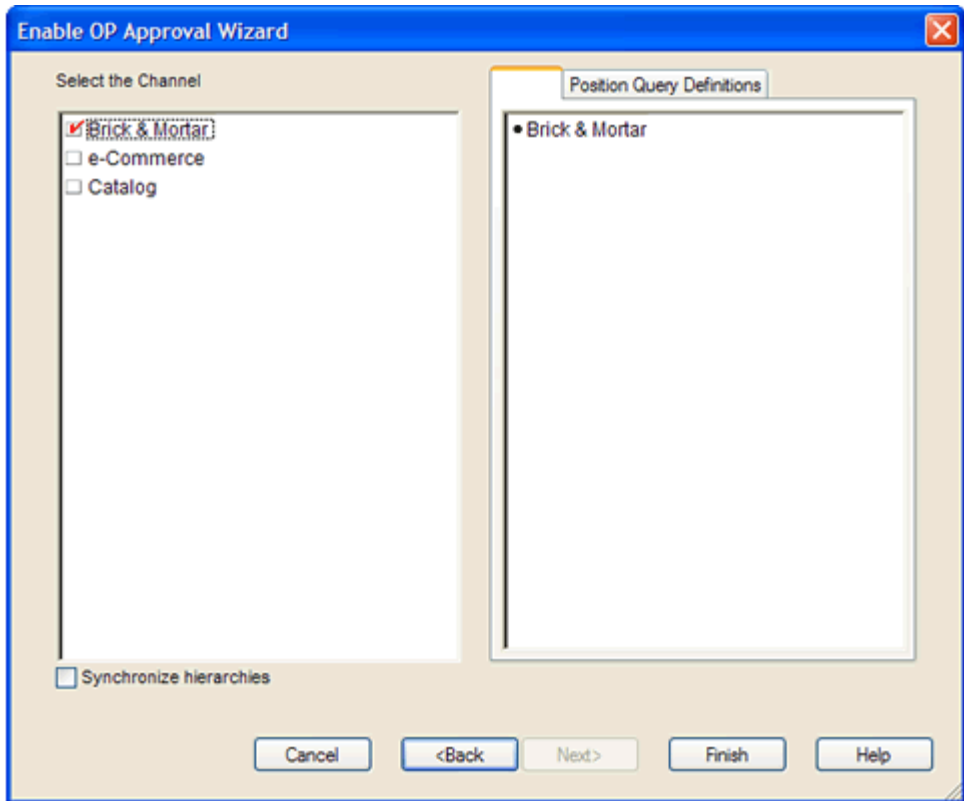 Enable OP Approval Wizard
Select the Channel
Position Query Definitions
Brick & Mortar
e-Commerce
Catalog
• Brick & Mortar
Synchronize hierarchies
Cancel
<Back
Next>
Finish
Help